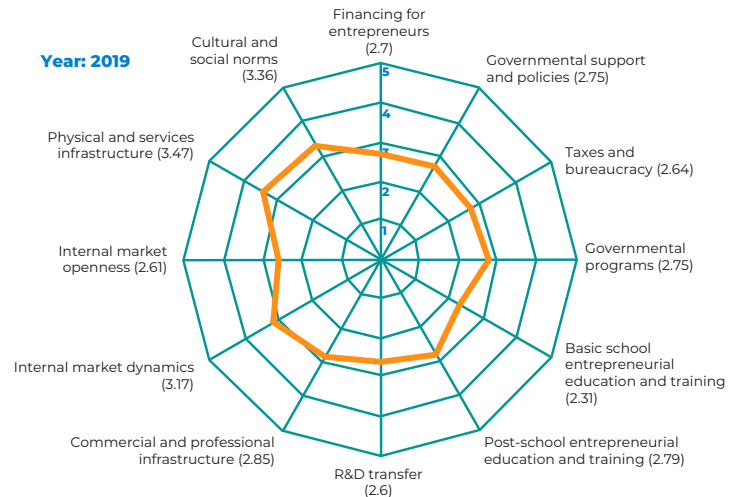 Year: 2019
Financing for
entrepreneurs
(2.7)
Governmental support
and policies (2.75)
Taxes and
bureaucracy (2.64)
Governmental
programs (2.75)
Basic school
entrepreneurial
education and training
(2.31)
Post-school entrepreneurial
education and training (2.79)
R&D transfer
(2.6)
Commercial and professional
infrastructure (2.85)
Internal market dynamics
(3.17)
Internal market
openness (2.61)
Physical and services
infrastructure (3.47)
Cultural and
social norms
(3.36)
5
4
3
2
1